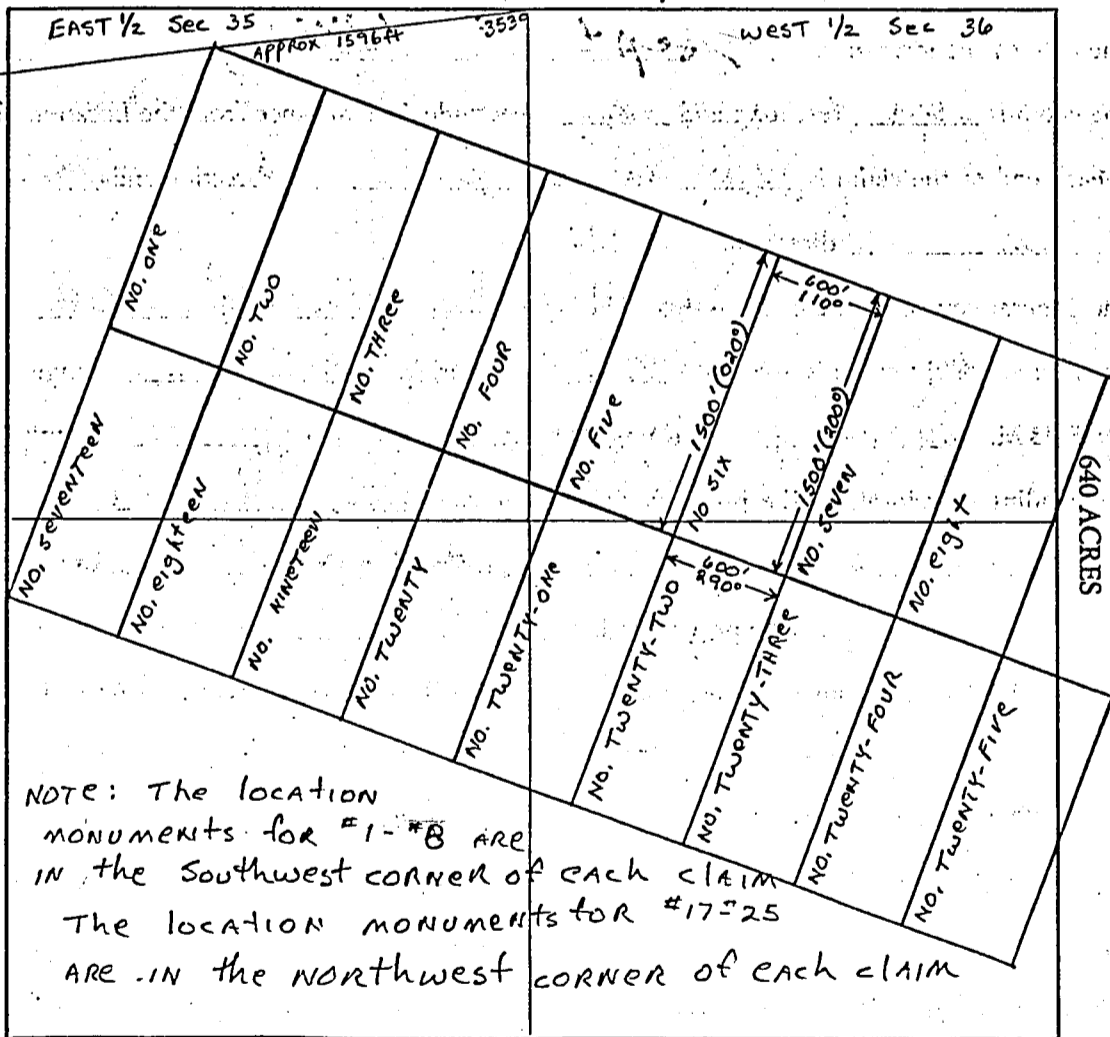 EAST 1/2 Sec 35
3539
WEST 1/2 Sec 36
APPROX 1596 ft
NO. ONE
NO. TWO
NO. THREE
NO. FOUR
NO. FIVE
NO SIX
NO. SEVEN
NO. eight
600'
110°
1500' (020°)
1500' (200°)
600'
290°
640 ACRES
NO. SEVENTEEN
NO. eighteen
NO. NINETEEN
NO. TWENTY
NO. TWENTY-ONE
NO. TWENTY-TWO
NO. TWENTY-THREE
NO. TWENTY-FOUR
NO. TWENTY-FIVE
NOTE: The location
monuments for #1-#8 ARE
IN the Southwest corner of each claim
The location monuments for #17-#25
ARE IN the Northwest corner of each claim